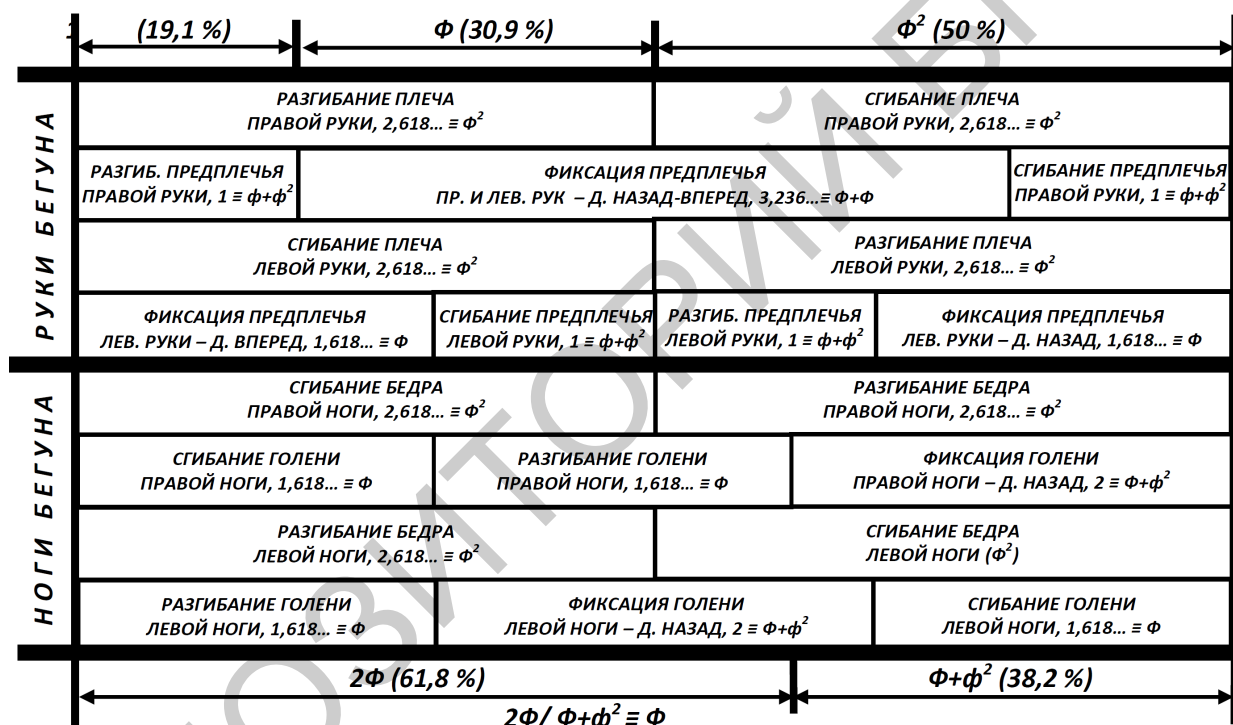 1 (19,1 %) Ф (30,9 %) Ф² (50 %)
РУКИ БЕГУНА
РАЗГИБАНИЕ ПЛЕЧА
ПРАВОЙ РУКИ, 2,618... ≡ Ф²
СГИБАНИЕ ПЛЕЧА
ПРАВОЙ РУКИ, 2,618... ≡ Ф²
РАЗГИБ. ПРЕДПЛЕЧЬЯ
ПРАВОЙ РУКИ, 1 ≡ ф+ф²
ФИКСАЦИЯ ПРЕДПЛЕЧЬЯ
ПР. И ЛЕВ. РУК – Д. НАЗАД-ВПЕРЕД, 3,236...≡ Ф+Ф
СГИБАНИЕ ПРЕДПЛЕЧЬЯ
ПРАВОЙ РУКИ, 1 ≡ ф+ф²
СГИБАНИЕ ПЛЕЧА
ЛЕВОЙ РУКИ, 2,618... ≡ Ф²
РАЗГИБАНИЕ ПЛЕЧА
ЛЕВОЙ РУКИ, 2,618... ≡ Ф²
ФИКСАЦИЯ ПРЕДПЛЕЧЬЯ
ЛЕВ. РУКИ – Д. ВПЕРЕД, 1,618... ≡ Ф
СГИБАНИЕ ПРЕДПЛЕЧЬЯ
ЛЕВОЙ РУКИ, 1 ≡ ф+ф²
РАЗГИБ. ПРЕДПЛЕЧЬЯ
ЛЕВОЙ РУКИ, 1 ≡ ф+ф²
ФИКСАЦИЯ ПРЕДПЛЕЧЬЯ
ЛЕВ. РУКИ – Д. НАЗАД, 1,618... ≡ Ф
НОГИ БЕГУНА
СГИБАНИЕ БЕДРА
ПРАВОЙ НОГИ, 2,618... ≡ Ф²
РАЗГИБАНИЕ БЕДРА
ПРАВОЙ НОГИ, 2,618... ≡ Ф²
СГИБАНИЕ ГОЛЕНИ
ПРАВОЙ НОГИ, 1,618... ≡ Ф
РАЗГИБАНИЕ ГОЛЕНИ
ПРАВОЙ НОГИ, 1,618... ≡ Ф
ФИКСАЦИЯ ГОЛЕНИ
ПРАВОЙ НОГИ – Д. НАЗАД, 2 ≡ Ф+ф²
РАЗГИБАНИЕ БЕДРА
ЛЕВОЙ НОГИ, 2,618... ≡ Ф²
СГИБАНИЕ БЕДРА
ЛЕВОЙ НОГИ (Ф²)
РАЗГИБАНИЕ ГОЛЕНИ
ЛЕВОЙ НОГИ, 1,618... ≡ Ф
ФИКСАЦИЯ ГОЛЕНИ
ЛЕВОЙ НОГИ – Д. НАЗАД, 2 ≡ Ф+ф²
СГИБАНИЕ ГОЛЕНИ
ЛЕВОЙ НОГИ, 1,618... ≡ Ф
2Ф (61,8 %) Ф+ф² (38,2 %)
2Ф/ Ф+ф² ≡ Ф